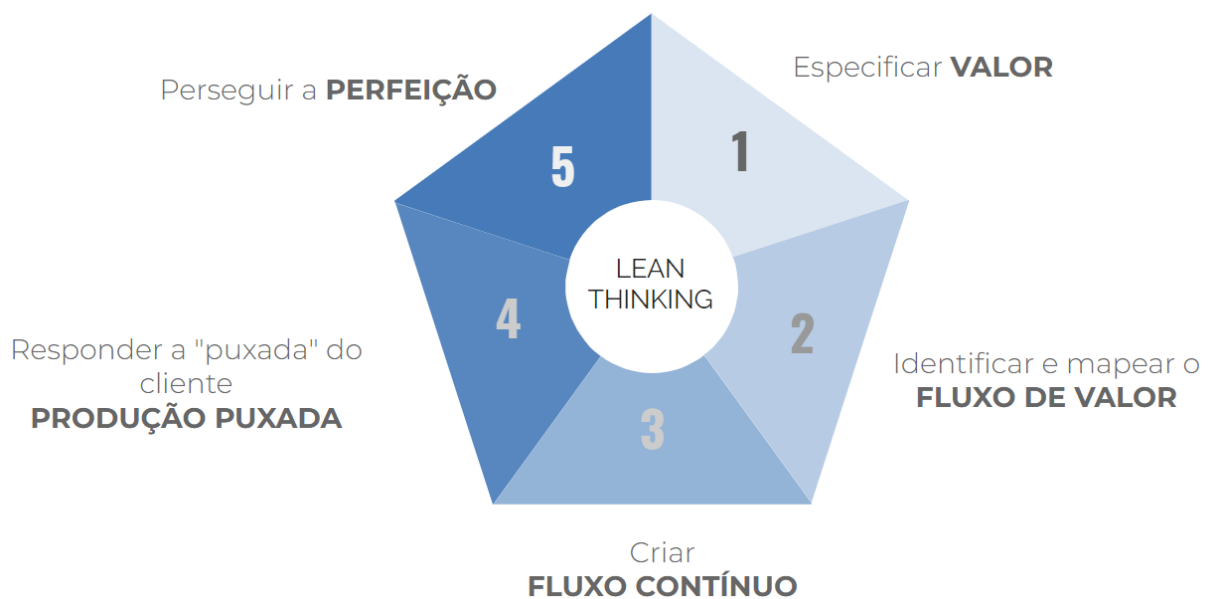 Especificar VALOR
1
Identificar e mapear o
FLUXO DE VALOR
2
Criar
FLUXO CONTÍNUO
3
Responder a "puxada" do
cliente
PRODUÇÃO PUXADA
4
Perseguir a PERFEIÇÃO
5
LEAN
THINKING